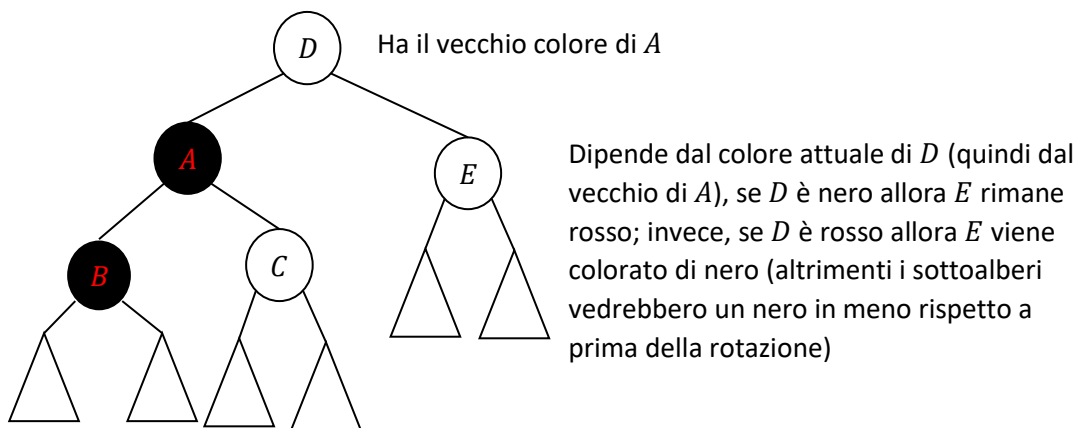 D
Ha il vecchio colore di A
A
E
B
C
Dipende dal colore attuale di D (quindi dal
vecchio di A), se D è nero allora E rimane
rosso; invece, se D è rosso allora E viene
colorato di nero (altrimenti i sottoalberi
vedrebbero un nero in meno rispetto a
prima della rotazione)